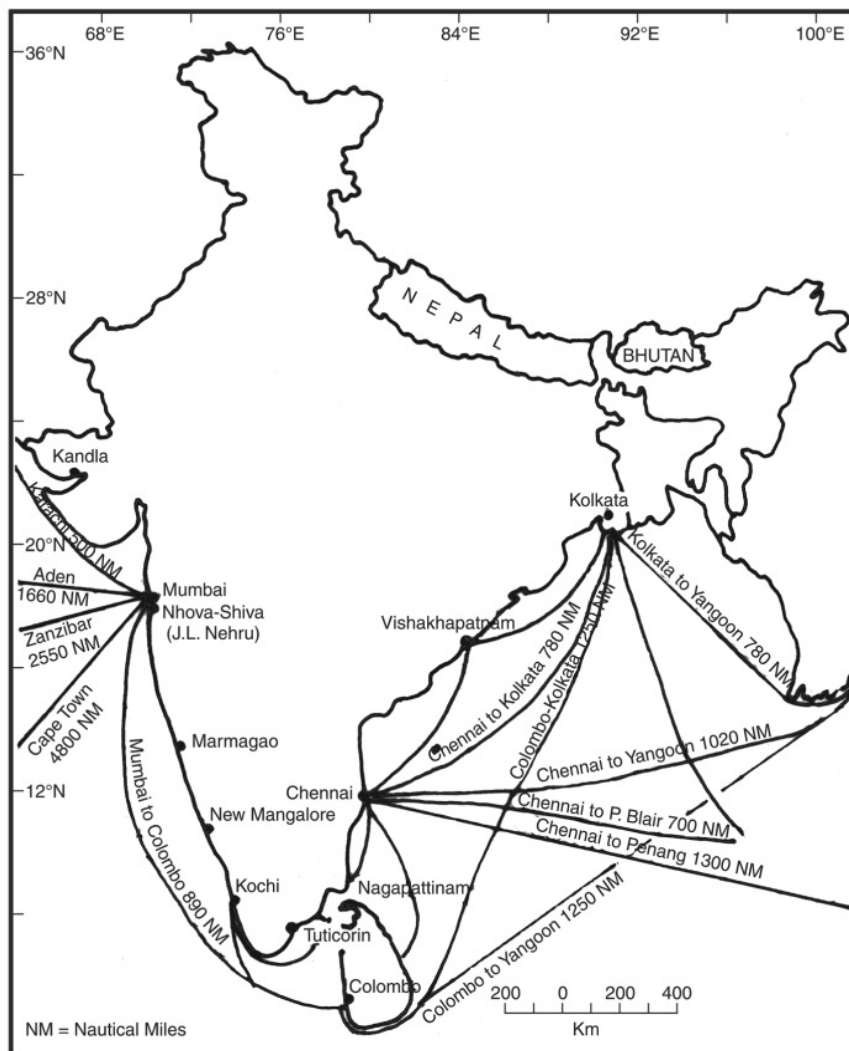 68°E 76°E 84°E 92°E 100°E
36°N
28°N
NEPAL
BHUTAN
Kandla
Kolkata
Karachi 500 NM
20°N
Kolkata to Yangoon 780 NM
Aden
1660 NM
Mumbai
Nhova-Shiva
(J.L. Nehru)
Zanzibar
2550 NM
Vishakhapatnam
Cape Town
4800 NM
Chennai to Kolkata 780 NM
Colombo-Kolkata 1250 NM
Marmagao
Mumbai to Colombo 890 NM
12°N
Chennai
Chennai to Yangoon 1020 NM
Chennai to P. Blair 700 NM
Chennai to Penang 1300 NM
New Mangalore
Kochi
Nagapattinam
Tuticorin
Colombo
Colombo to Yangoon 1250 NM
200 0 200 400
Km
NM = Nautical Miles